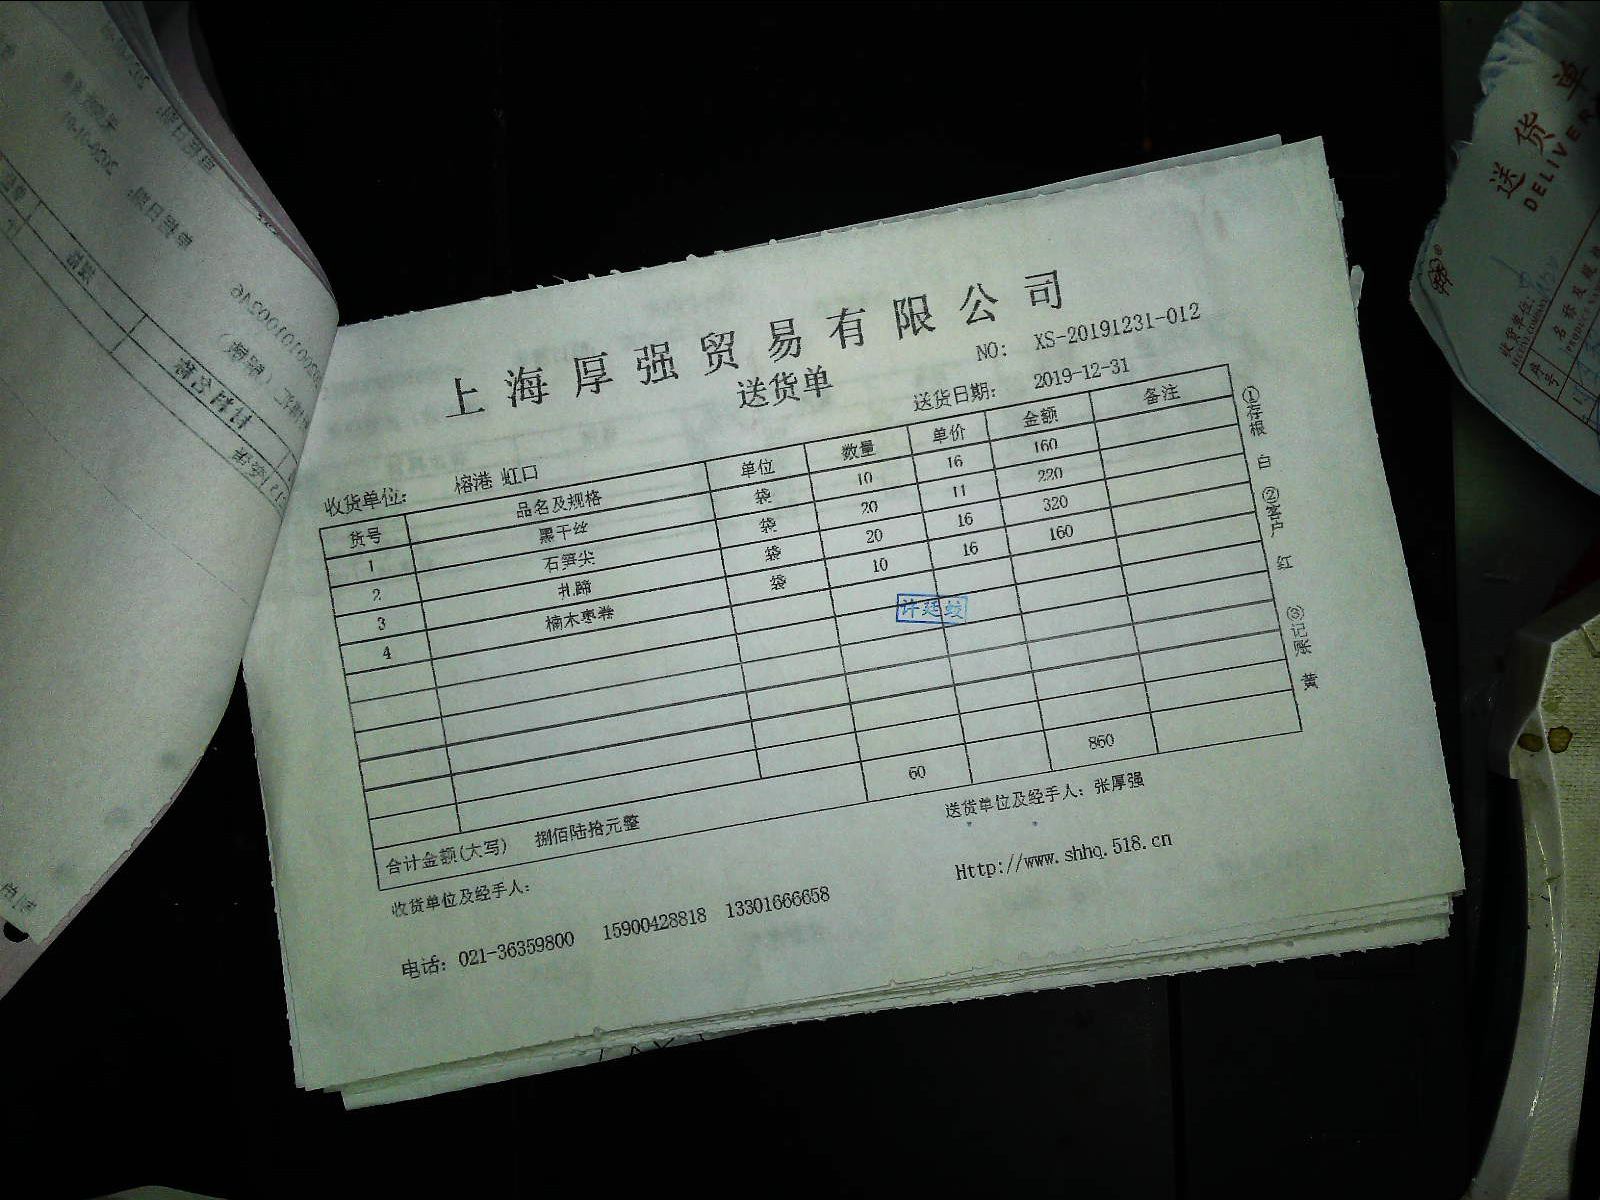 上海厚强贸易有限公司
送货单
NO: XS-20191231-012
收货单位: 榕港 虹口
送货日期: 2019-12-31
货号 品名及规格 单位 数量 单价 金额 备注
1 黑干丝 袋 10 16 160
2 石笋尖 袋 20 11 220
3 扎蹄 袋 20 16 320
4 楠木枣卷 袋 10 16 160
许廷蛟
60 860
合计金额(大写) 捌佰陆拾元整
收货单位及经手人:
送货单位及经手人: 张厚强
电话: 021-36359800 15900428818 13301666658
Http://www.shhq.518.cn
①存根 白 ②客户 红 ③记账 黄
送货单
DELIVER
收货单位: